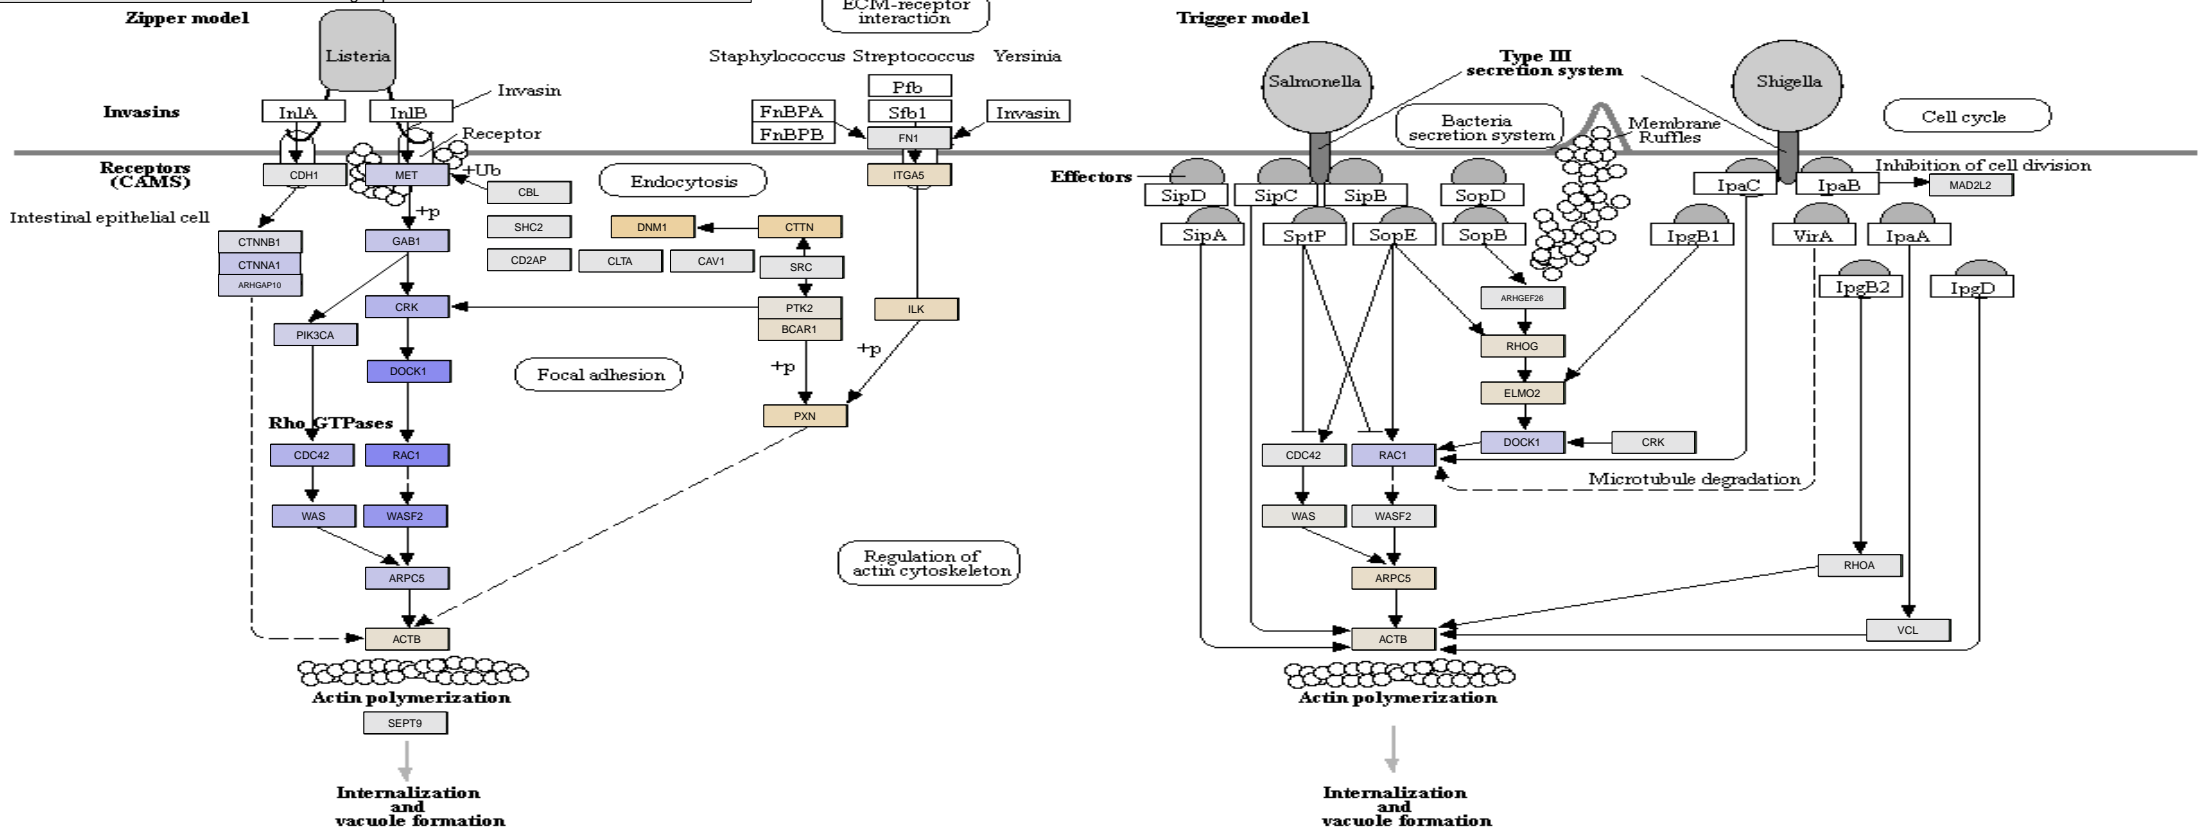 Zipper model
ECM-receptor
interaction
Trigger model
Listeria
Staphylococcus Streptococcus Yersinia
Salmonella
Type III
secretion system
Shigella
Invasins
InlA
InlB
Invasin
Receptor
FnBPA
FnBPB
Pfb
Sfb1
FN1
Invasin
Bacteria
secretion system
Membrane
Ruffles
Cell cycle
Receptors
(CAMS)
CDH1
MET
+Ub
CBL
Endocytosis
ITGA5
Effectors
SipD
SipC
SipB
SopD
IpaC
IpaB
Inhibition of cell division
MAD2L2
Intestinal epithelial cell
+p
SHC2
DNM1
CTTN
SipA
SptP
SopE
SopB
IpgB1
VirA
IpaA
CTNNB1
CTNNA1
ARHGAP10
GAB1
CD2AP
CLTA
CAV1
SRC
IpgB2
IpgD
CRK
PTK2
BCAR1
ILK
ARHGEF26
PIK3CA
+p
+p
RHOG
DOCK1
Focal adhesion
ELMO2
PXN
Rho GTPases
CDC42
RAC1
CDC42
RAC1
DOCK1
CRK
Microtubule degradation
WAS
WASF2
WAS
WASF2
Regulation of
actin cytoskeleton
RHOA
ARPC5
ARPC5
ACTB
ACTB
VCL
Actin polymerization
Actin polymerization
SEPT9
Internalization
and
vacuole formation
Internalization
and
vacuole formation